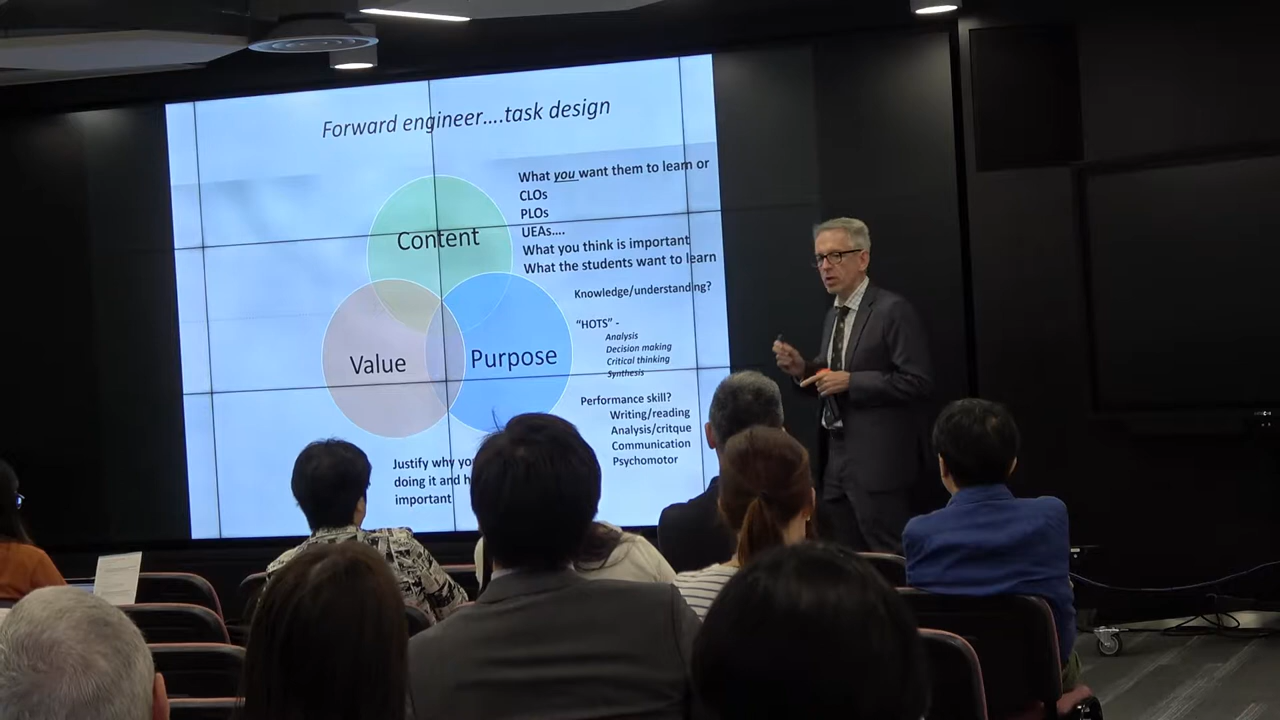 Forward engineer....task design
What you want them to learn or
CLOs
PLOs
UEAs....
What you think is important
What the students want to learn
Content
Value
Purpose
Knowledge/understanding?
"HOTS" -
Analysis
Decision making
Critical thinking
Synthesis
Performance skill?
Writing/reading
Analysis/critque
Communication
Psychomotor
Justify why
doing it and
important